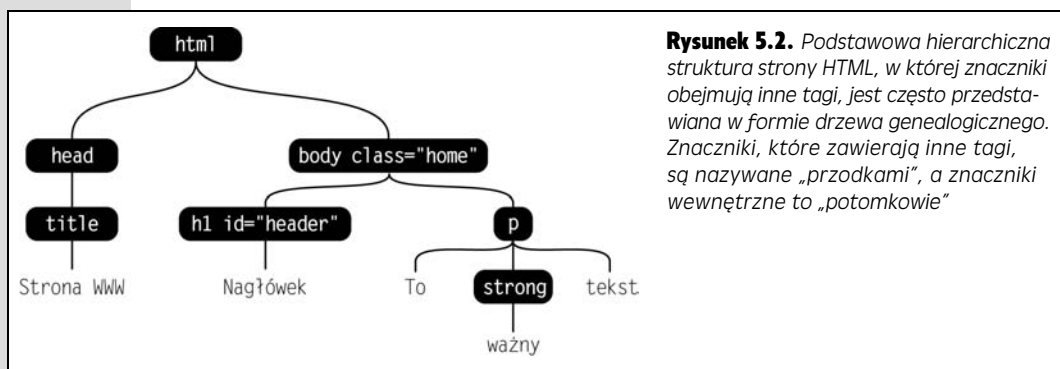 html
head
body class="home"
title
h1 id="header"
p
Strona WWW
Nagłówek
To
strong
tekst
ważny
Rysunek 5.2. Podstawowa hierarchiczna
struktura strony HTML, w której znaczniki
obejmują inne tagi, jest często przedsta-
wiana w formie drzewa genealogicznego.
Znaczniki, które zawierają inne tagi,
są nazywane „przodkami”, a znaczniki
wewnętrzne to „potomkowie”